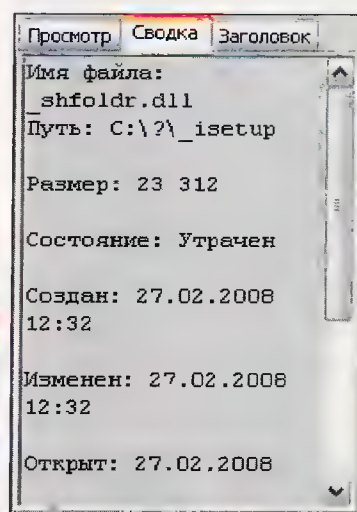 Просмотр Сводка Заголовок
Имя файла:
_shfoldr.dll
Путь: C:\?\_isetup
Размер: 23 312
Состояние: Утрачен
Создан: 27.02.2008
12:32
Изменен: 27.02.2008
12:32
Открыт: 27.02.2008